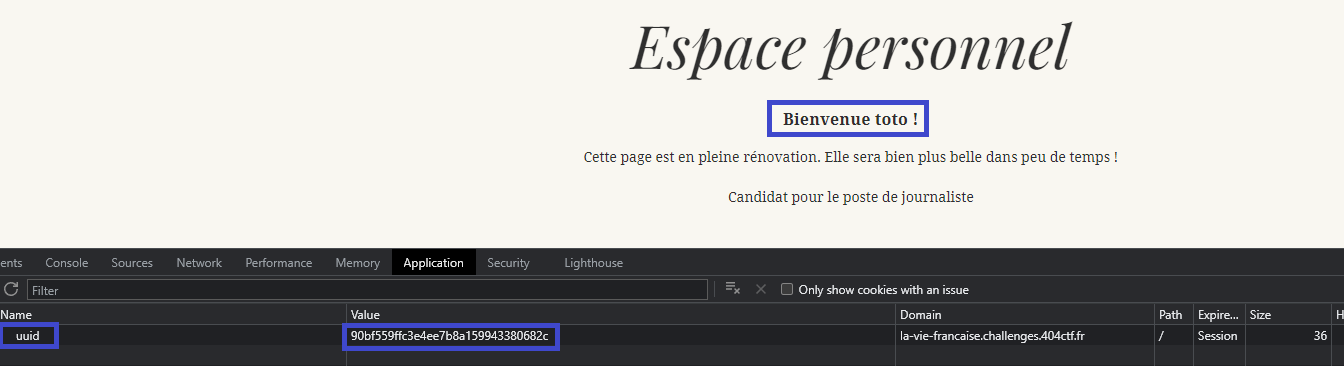 Espace personnel
Bienvenue toto !
Cette page est en pleine rénovation. Elle sera bien plus belle dans peu de temps !
Candidat pour le poste de journaliste
ents Console Sources Network Performance Memory Application Security Lighthouse
Filter Only show cookies with an issue
Name Value Domain Path Expire... Size H
uuid 90bf559ffc3e4ee7b8a159943380682c la-vie-francaise.challenges.404ctf.fr / Session 36